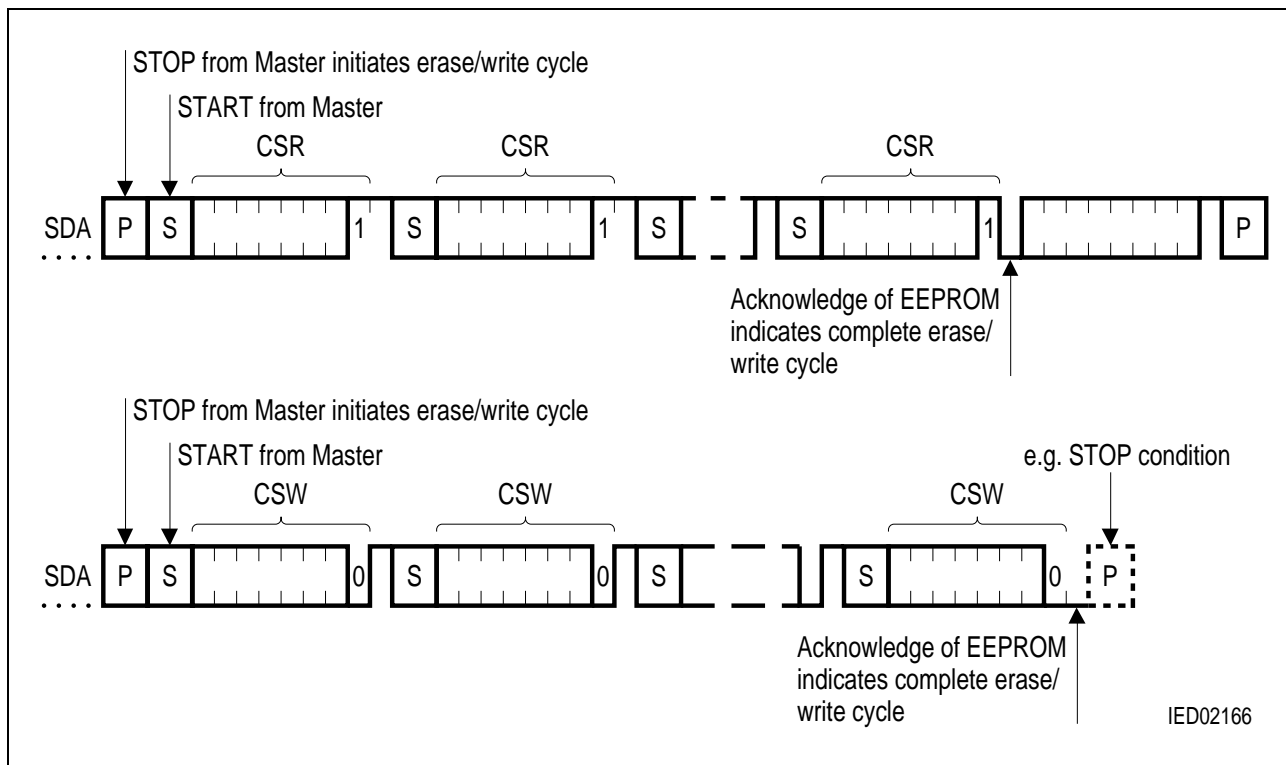 STOP from Master initiates erase/write cycle
START from Master
CSR CSR CSR
SDA P S 1 S 1 S S 1 P
Acknowledge of EEPROM
indicates complete erase/
write cycle
STOP from Master initiates erase/write cycle
START from Master e.g. STOP condition
CSW CSW CSW
SDA P S 0 S 0 S S 0 P
Acknowledge of EEPROM
indicates complete erase/
write cycle
IED02166